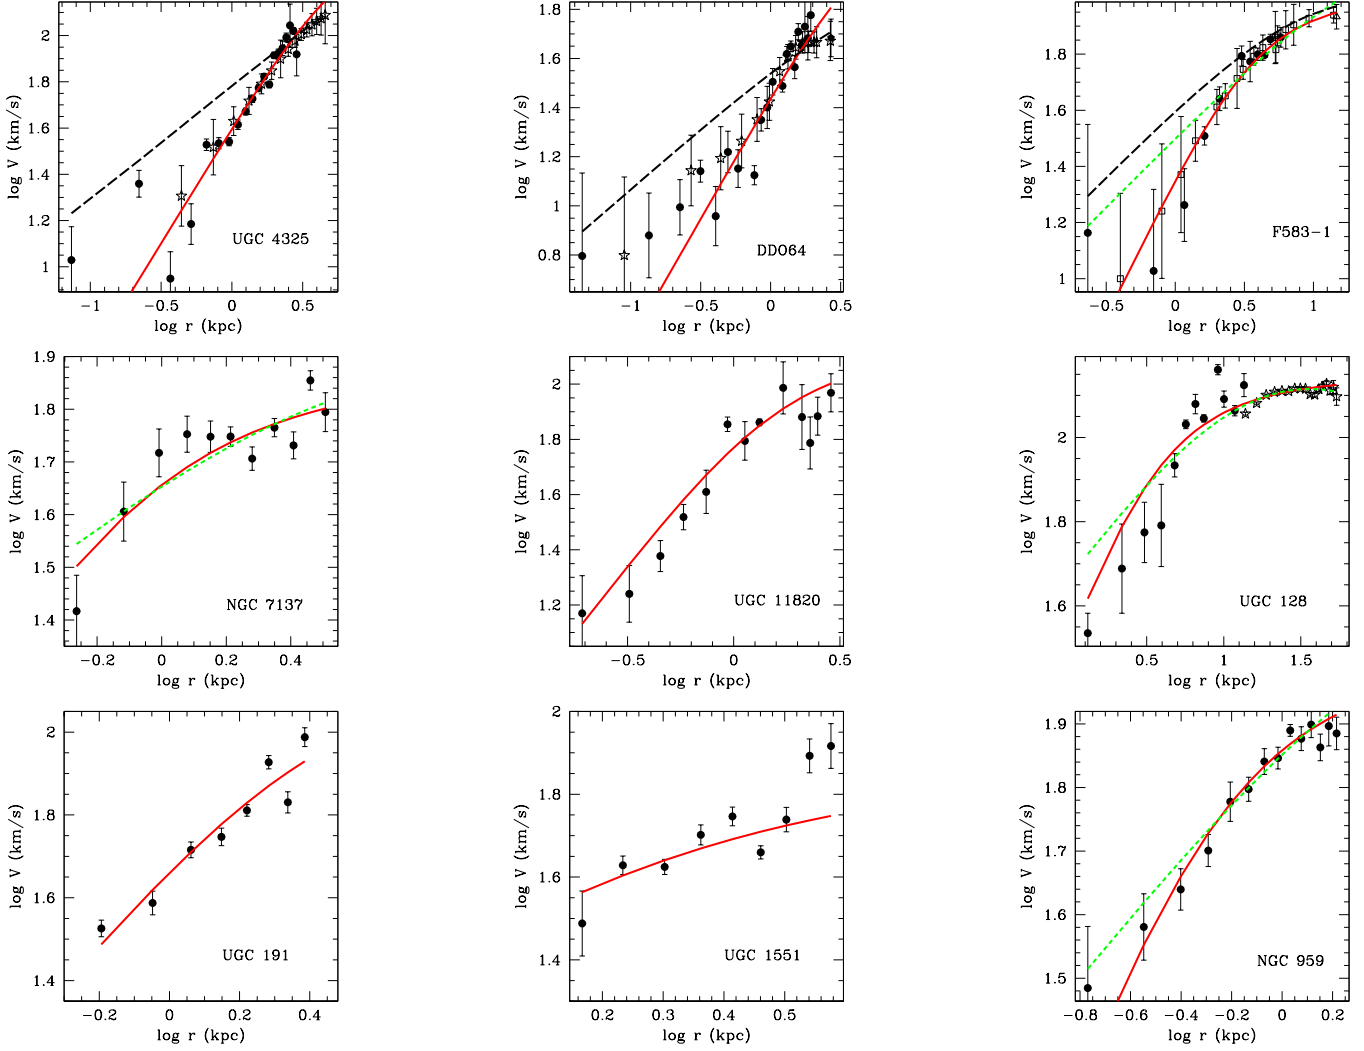 2
1.8
1.6
1.4
1.2
1
log V (km/s)
UGC 4325
−1 −0.5 0 0.5
log r (kpc)
1.8
1.6
1.4
1.2
1
0.8
log V (km/s)
DDO64
−1 −0.5 0 0.5
log r (kpc)
1.8
1.6
1.4
1.2
1
log V (km/s)
F583−1
−0.5 0 0.5 1
log r (kpc)
1.9
1.8
1.7
1.6
1.5
1.4
log V (km/s)
NGC 7137
−0.2 0 0.2 0.4
log r (kpc)
2
1.8
1.6
1.4
1.2
log V (km/s)
UGC 11820
−0.5 0 0.5
log r (kpc)
2
1.8
1.6
log V (km/s)
UGC 128
0.5 1 1.5
log r (kpc)
2
1.8
1.6
1.4
log V (km/s)
UGC 191
−0.2 0 0.2 0.4
log r (kpc)
2
1.8
1.6
1.4
log V (km/s)
UGC 1551
0.2 0.3 0.4 0.5
log r (kpc)
1.9
1.8
1.7
1.6
1.5
log V (km/s)
NGC 959
−0.8 −0.6 −0.4 −0.2 0 0.2
log r (kpc)